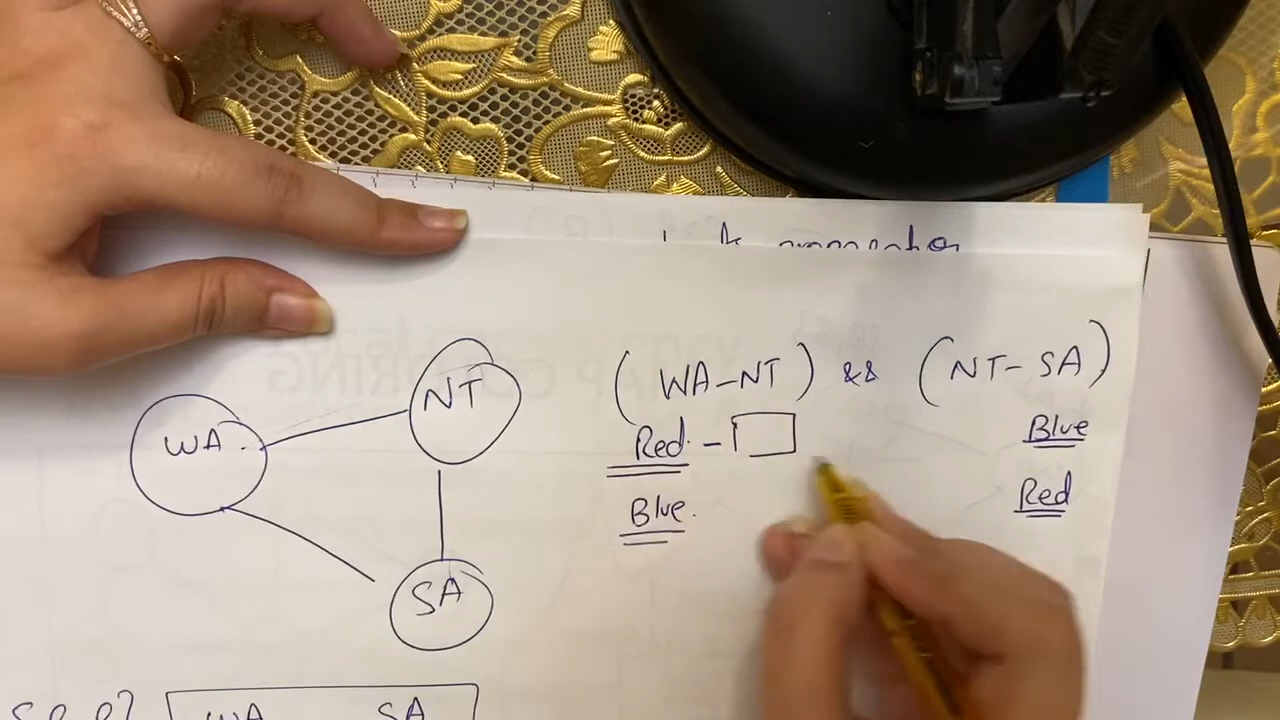 NT
WA
SA
(WA-NT) && (NT-SA)
Red - Blue
Blue. Red
WA SA